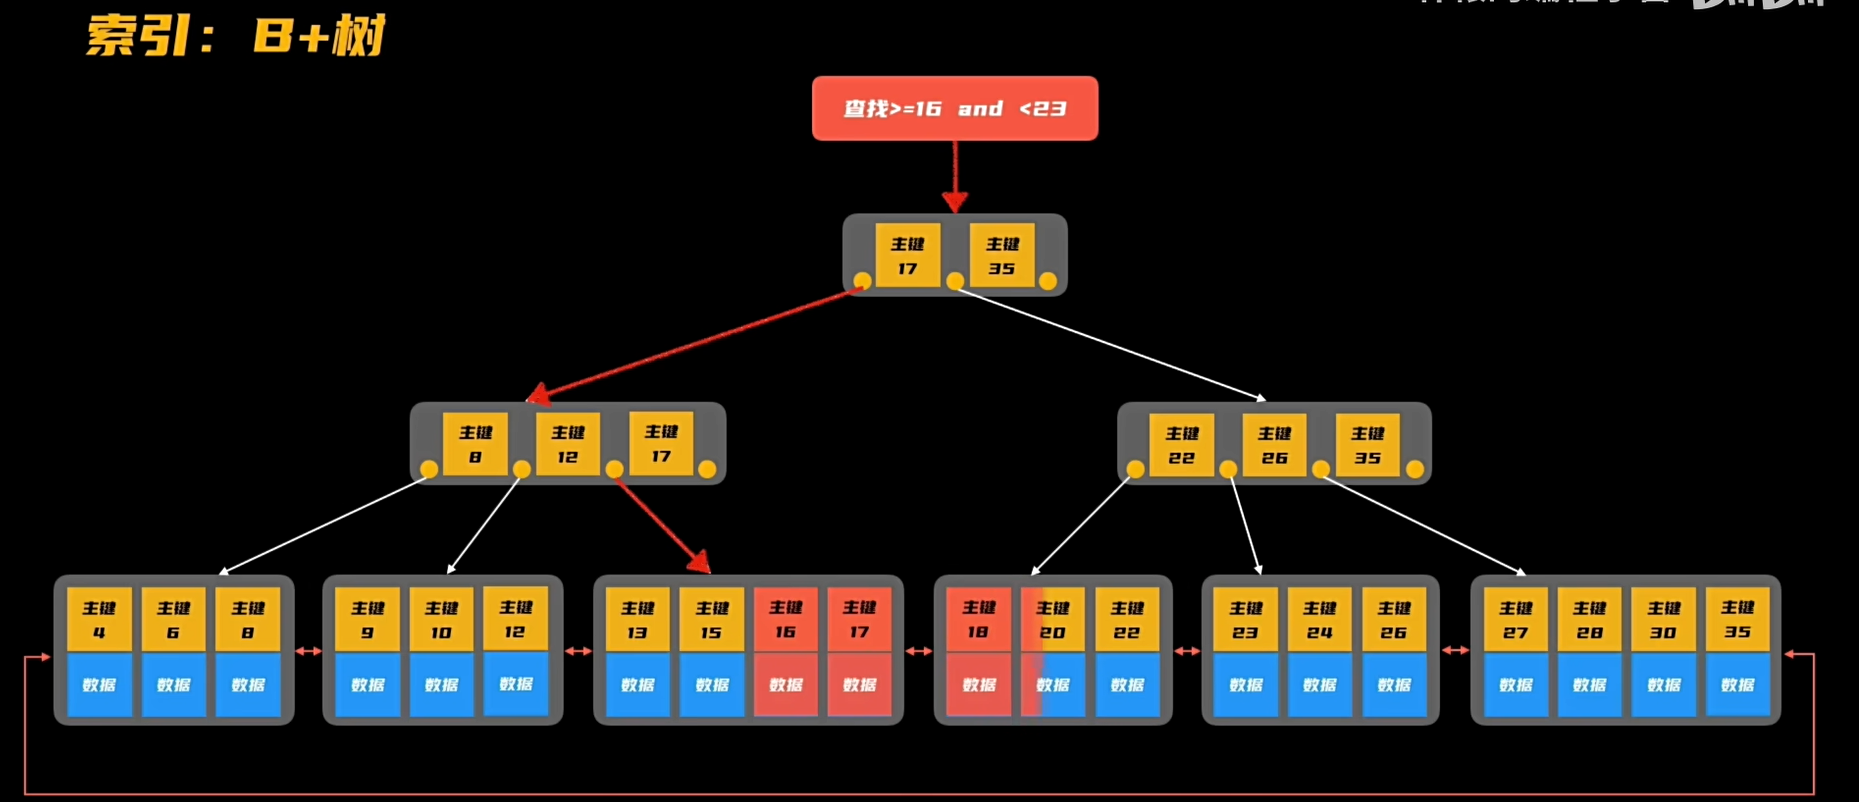 索引：B+树
查找>=16 and <23
主键 主键
17 35
主键 主键 主键
8 12 17
主键 主键 主键
22 26 35
主键 主键 主键
4 6 8
数据 数据 数据
主键 主键 主键
9 10 12
数据 数据 数据
主键 主键 主键 主键
13 15 16 17
数据 数据 数据 数据
主键 主键 主键
18 20 22
数据 数据 数据
主键 主键 主键
23 24 26
数据 数据 数据
主键 主键 主键 主键
27 28 30 35
数据 数据 数据 数据